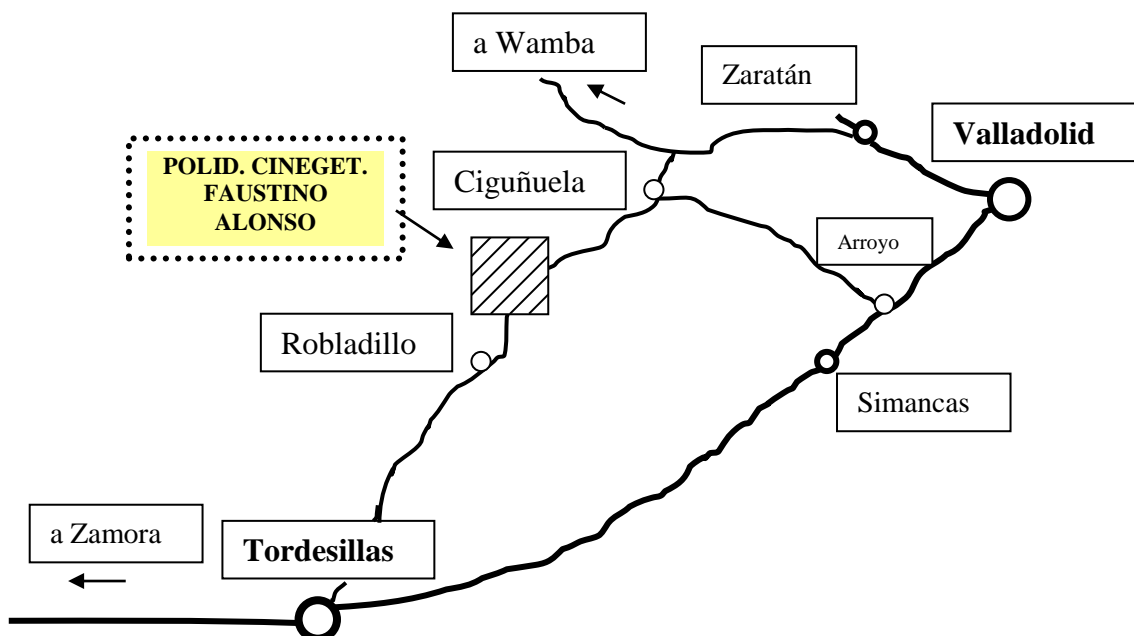 a Wamba
Zaratán
Valladolid
POLID. CINEGET.
FAUSTINO
ALONSO
Ciguñuela
Arroyo
Robladillo
Simancas
a Zamora
Tordesillas